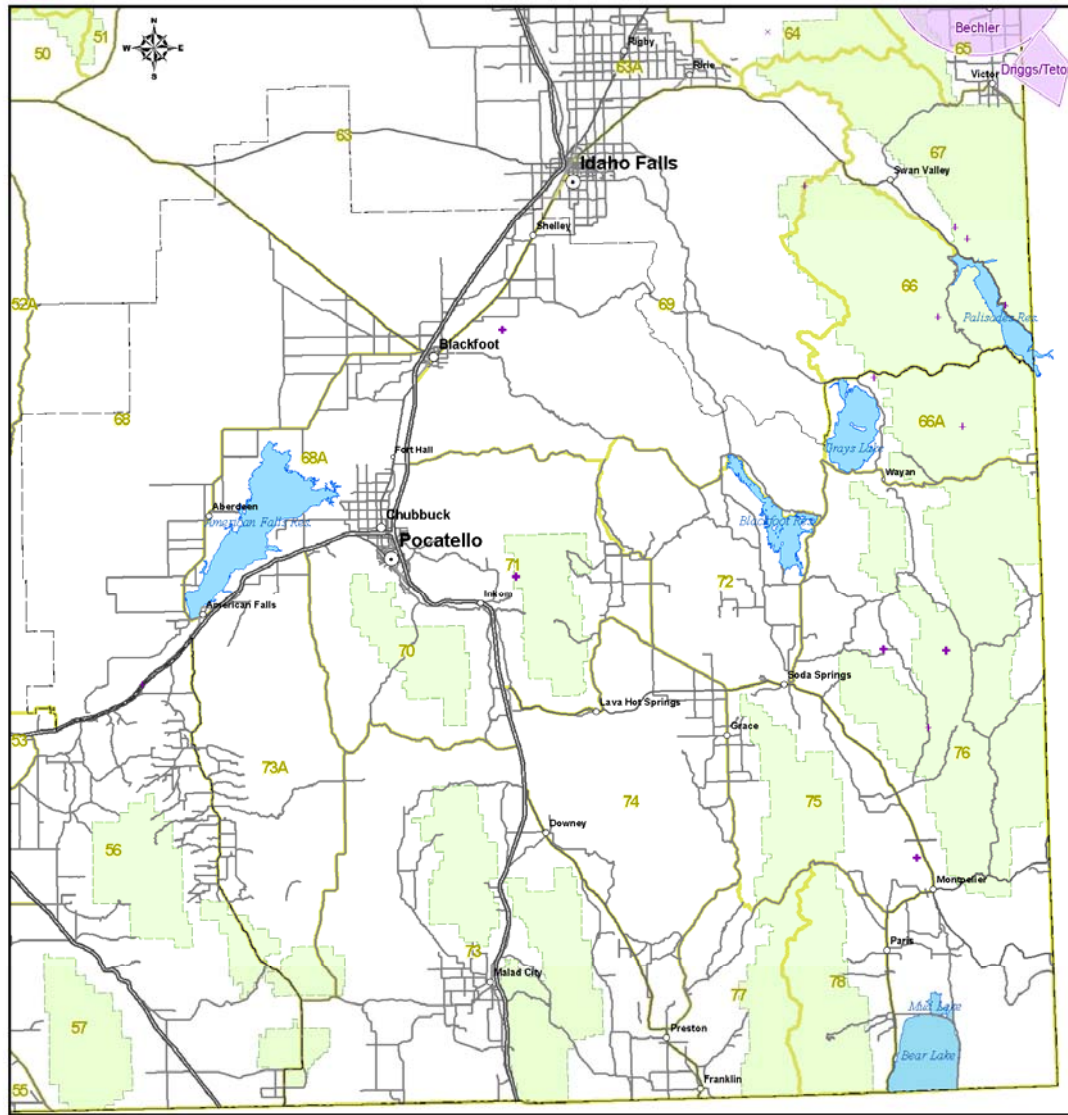 N
W E
S
50
51
64
65
Bechler
Driggs/Teto
Victor
Rigby
63A
Ririe
63
Idaho Falls
67
Swan Valley
Shelley
52A
69
66
Palisades Res.
Blackfoot
68
66A
68A
Fort Hall
Grays Lake
Wayan
Aberdeen
American Falls Res.
Chubbuck
Blackfoot Res.
Pocatello
71
72
Inkom
American Falls
70
Soda Springs
Lava Hot Springs
Grace
53
73A
76
74
75
56
Downey
Montpelier
Paris
73
Malad City
77
78
Mud Lake
57
Preston
Bear Lake
55
Franklin